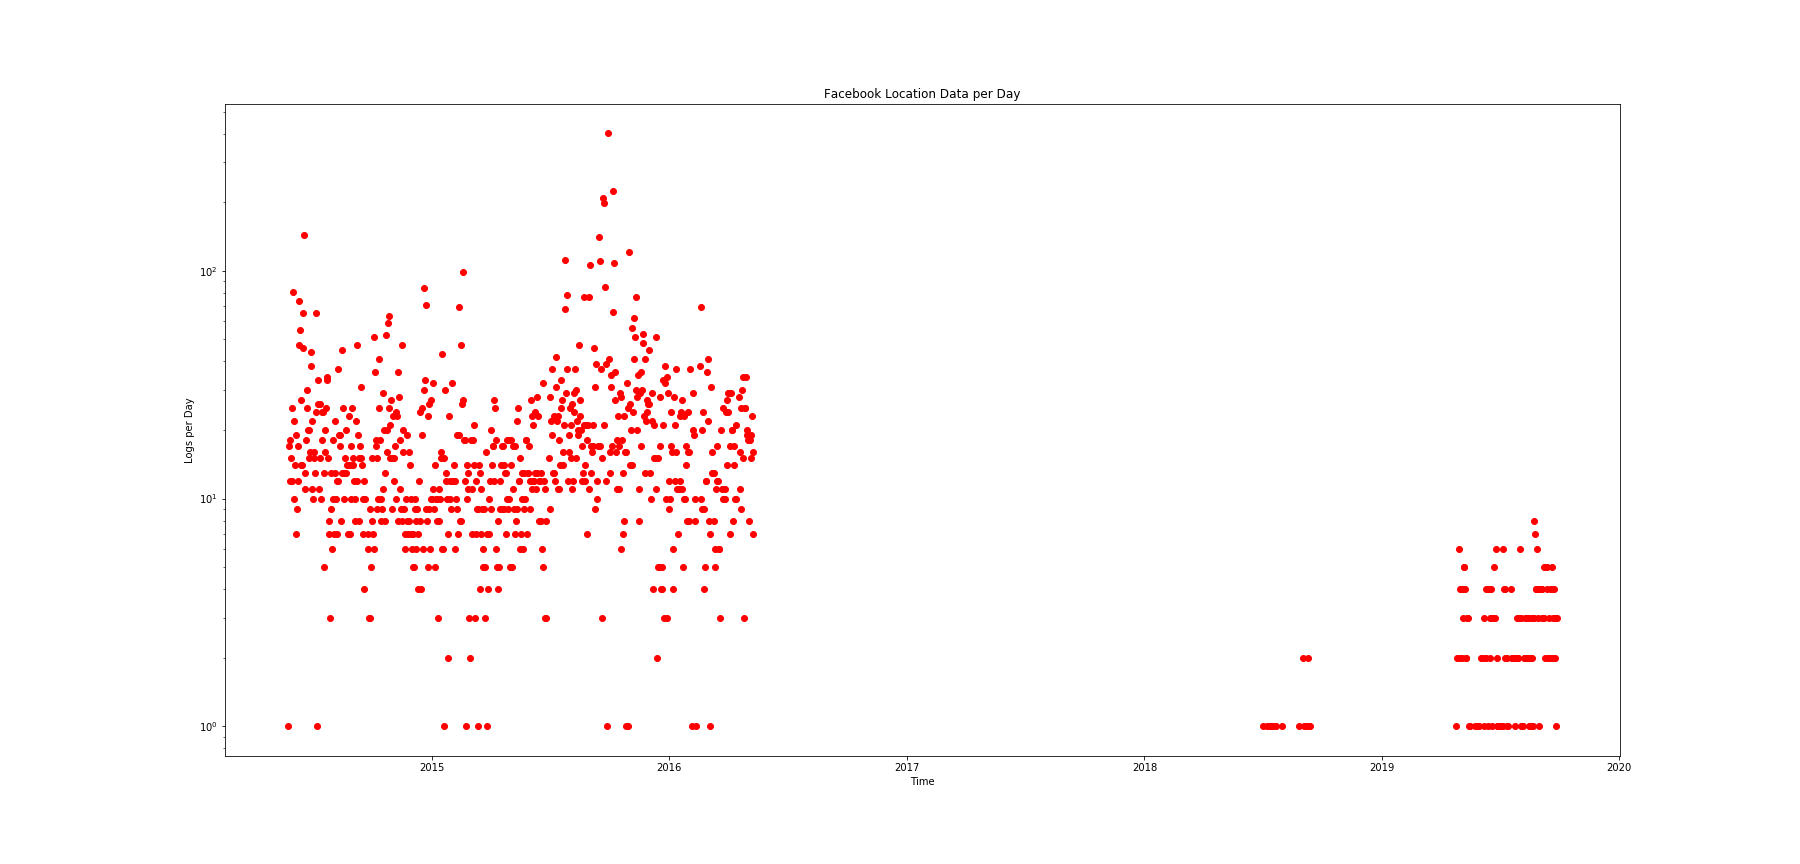 Facebook Location Data per Day
Logs per Day
10²
10¹
10⁰
2015 2016 2017 2018 2019 2020
Time